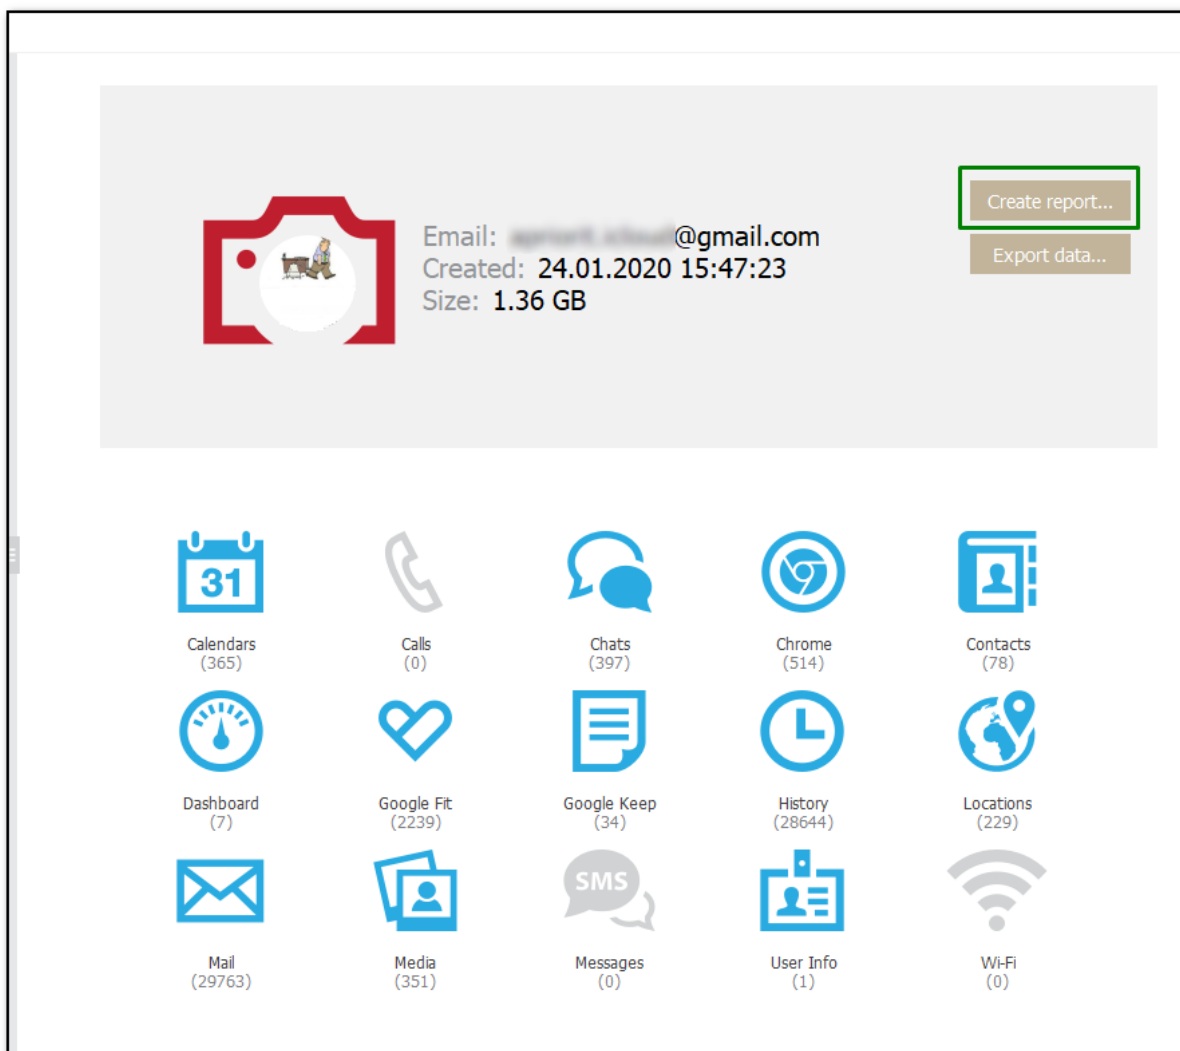 Create report...
Email: @gmail.com
Export data...
Created: 24.01.2020 15:47:23
Size: 1.36 GB
31
Calendars
(365)
Calls
(0)
Chats
(397)
Chrome
(514)
Contacts
(78)
Dashboard
(7)
Google Fit
(2239)
Google Keep
(34)
History
(28644)
Locations
(229)
Mail
(29763)
Media
(351)
SMS
Messages
(0)
User Info
(1)
Wi-Fi
(0)